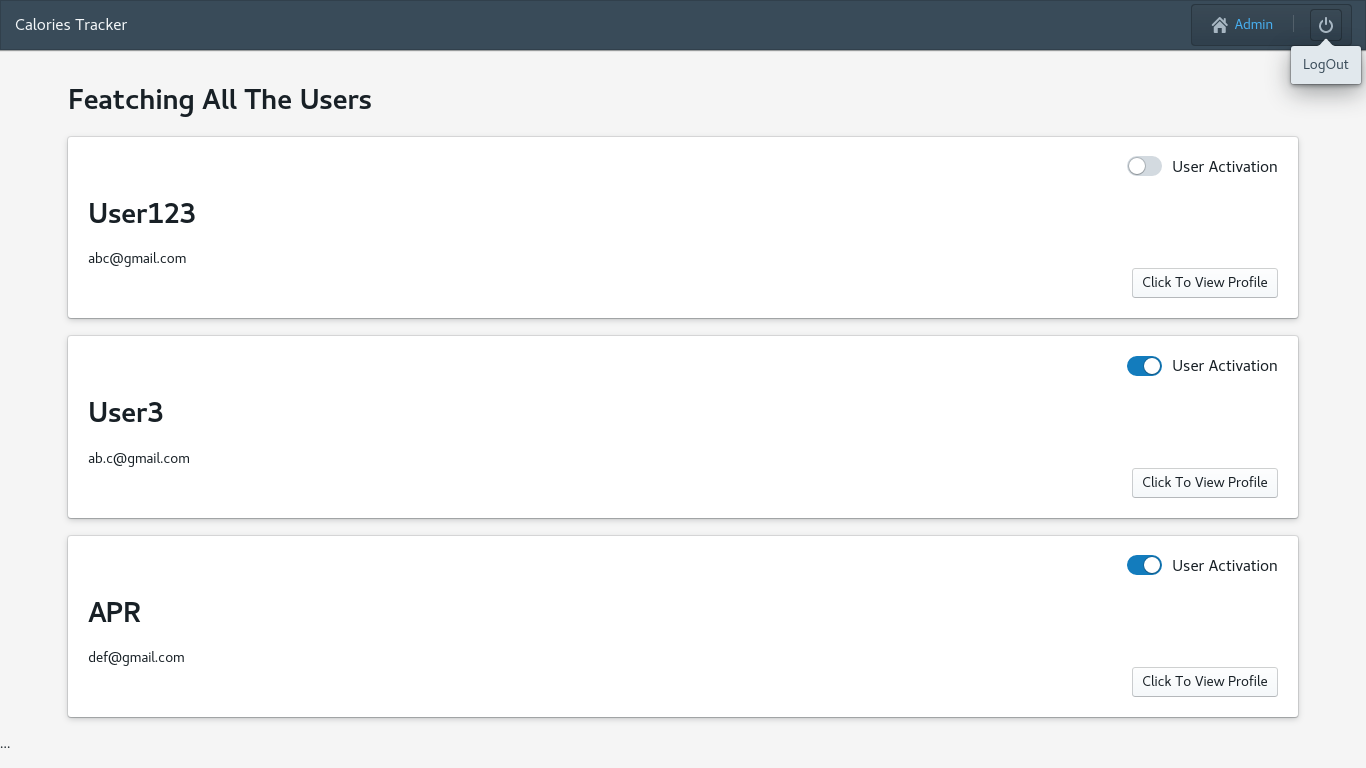 Calories Tracker
Admin
LogOut
Featching All The Users
User Activation
User123
abc@gmail.com
Click To View Profile
User Activation
User3
ab.c@gmail.com
Click To View Profile
User Activation
APR
def@gmail.com
Click To View Profile
...